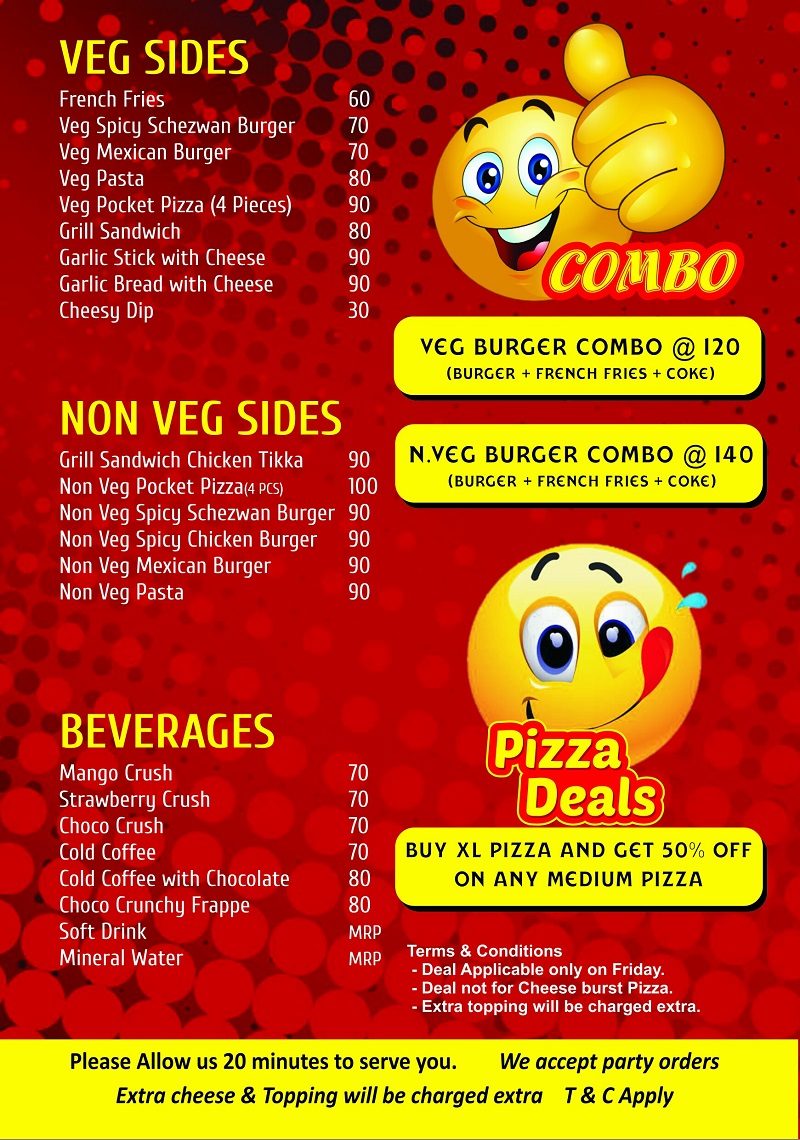 VEG SIDES
French Fries 60
Veg Spicy Schezwan Burger 70
Veg Mexican Burger 70
Veg Pasta 80
Veg Pocket Pizza (4 Pieces) 90
Grill Sandwich 80
Garlic Stick with Cheese 90
Garlic Bread with Cheese 90
Cheesy Dip 30
NON VEG SIDES
Grill Sandwich Chicken Tikka 90
Non Veg Pocket Pizza(4 PCS) 100
Non Veg Spicy Schezwan Burger 90
Non Veg Spicy Chicken Burger 90
Non Veg Mexican Burger 90
Non Veg Pasta 90
BEVERAGES
Mango Crush 70
Strawberry Crush 70
Choco Crush 70
Cold Coffee 70
Cold Coffee with Chocolate 80
Choco Crunchy Frappe 80
Soft Drink MRP
Mineral Water MRP
COMBO
VEG BURGER COMBO @ 120
(BURGER + FRENCH FRIES + COKE)
N.VEG BURGER COMBO @ 140
(BURGER + FRENCH FRIES + COKE)
Pizza
Deals
BUY XL PIZZA AND GET 50% OFF
ON ANY MEDIUM PIZZA
Terms & Conditions
- Deal Applicable only on Friday.
- Deal not for Cheese burst Pizza.
- Extra topping will be charged extra.
Please Allow us 20 minutes to serve you. We accept party orders
Extra cheese & Topping will be charged extra T & C Apply